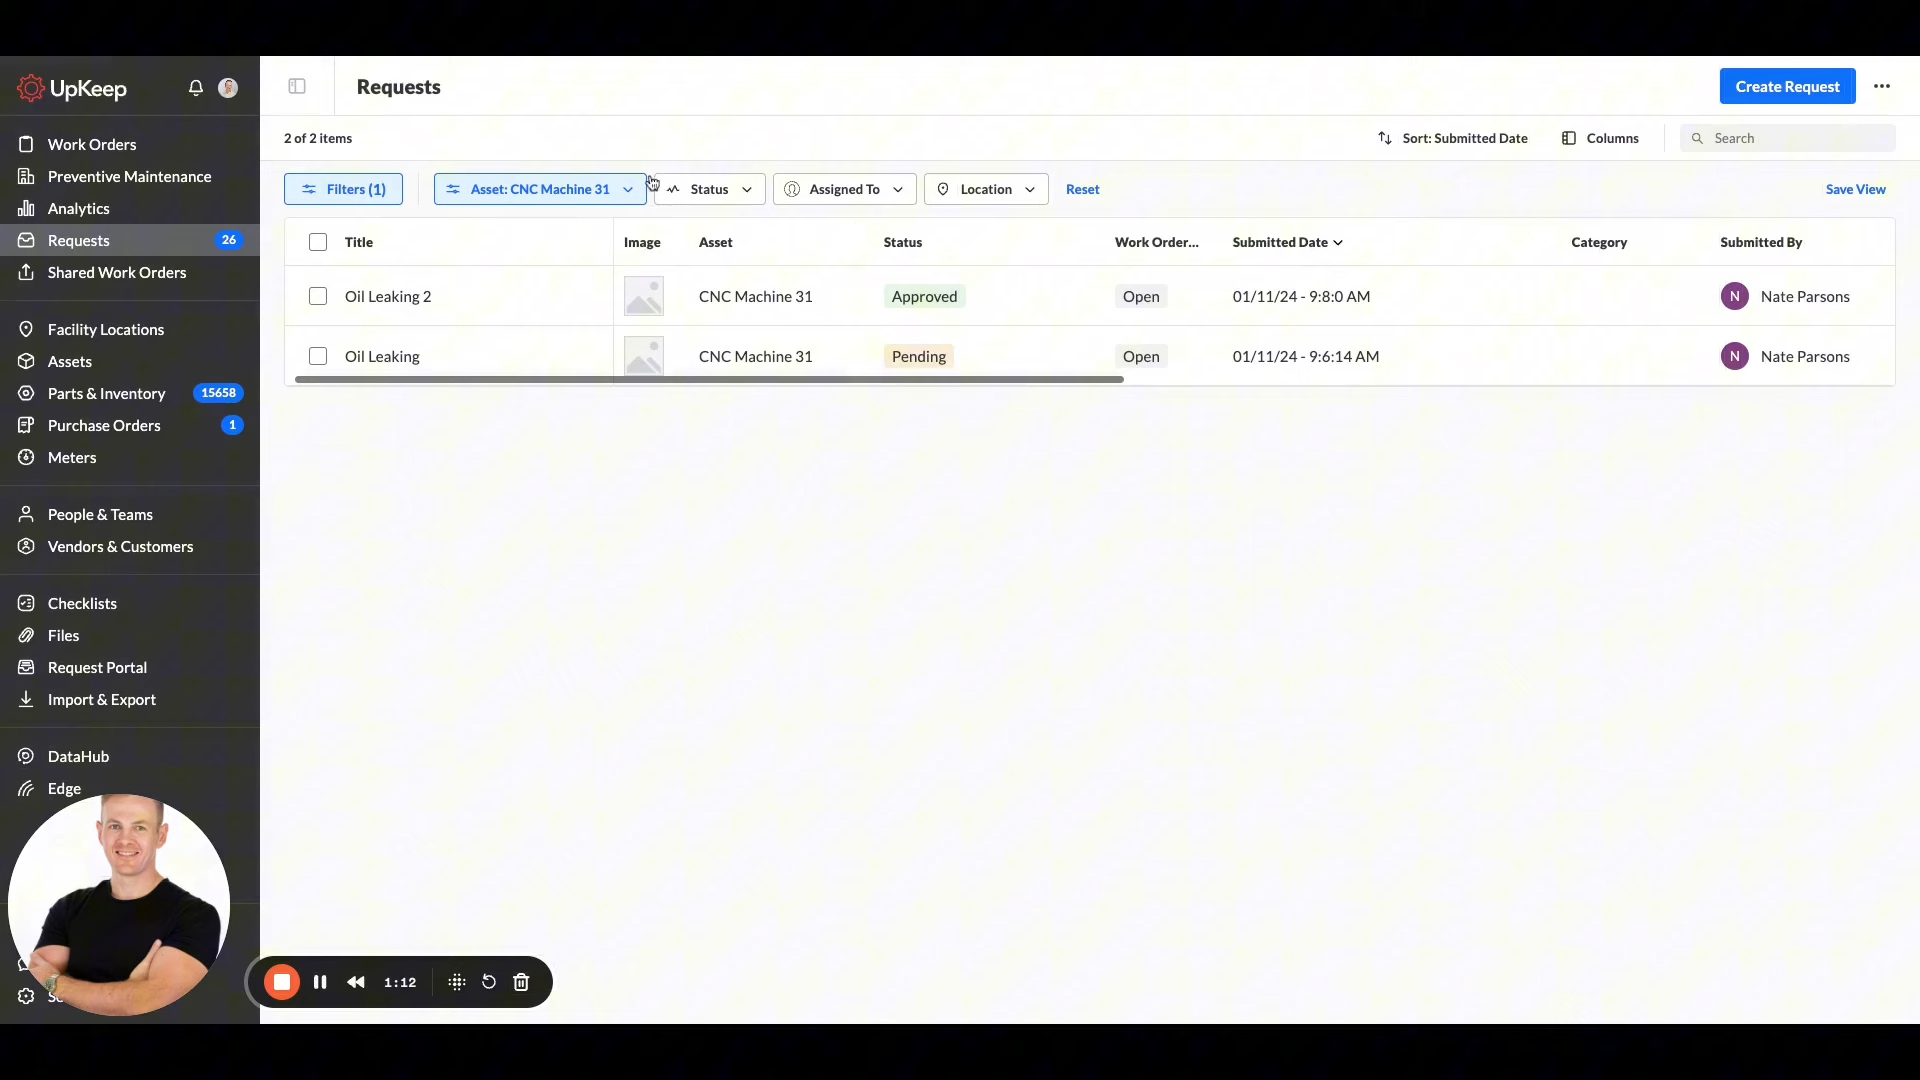 UpKeep
Work Orders
Preventive Maintenance
Analytics
Requests 26
Shared Work Orders
Facility Locations
Assets
Parts & Inventory 15658
Purchase Orders 1
Meters
People & Teams
Vendors & Customers
Checklists
Files
Request Portal
Import & Export
DataHub
Edge
Requests
Create Request
2 of 2 items
Sort: Submitted Date
Columns
Search
Filters (1)
Asset: CNC Machine 31
Status
Assigned To
Location
Reset
Save View
Title Image Asset Status Work Order... Submitted Date Category Submitted By
Oil Leaking 2 CNC Machine 31 Approved Open 01/11/24 - 9:8:0 AM N Nate Parsons
Oil Leaking CNC Machine 31 Pending Open 01/11/24 - 9:6:14 AM N Nate Parsons
1:12